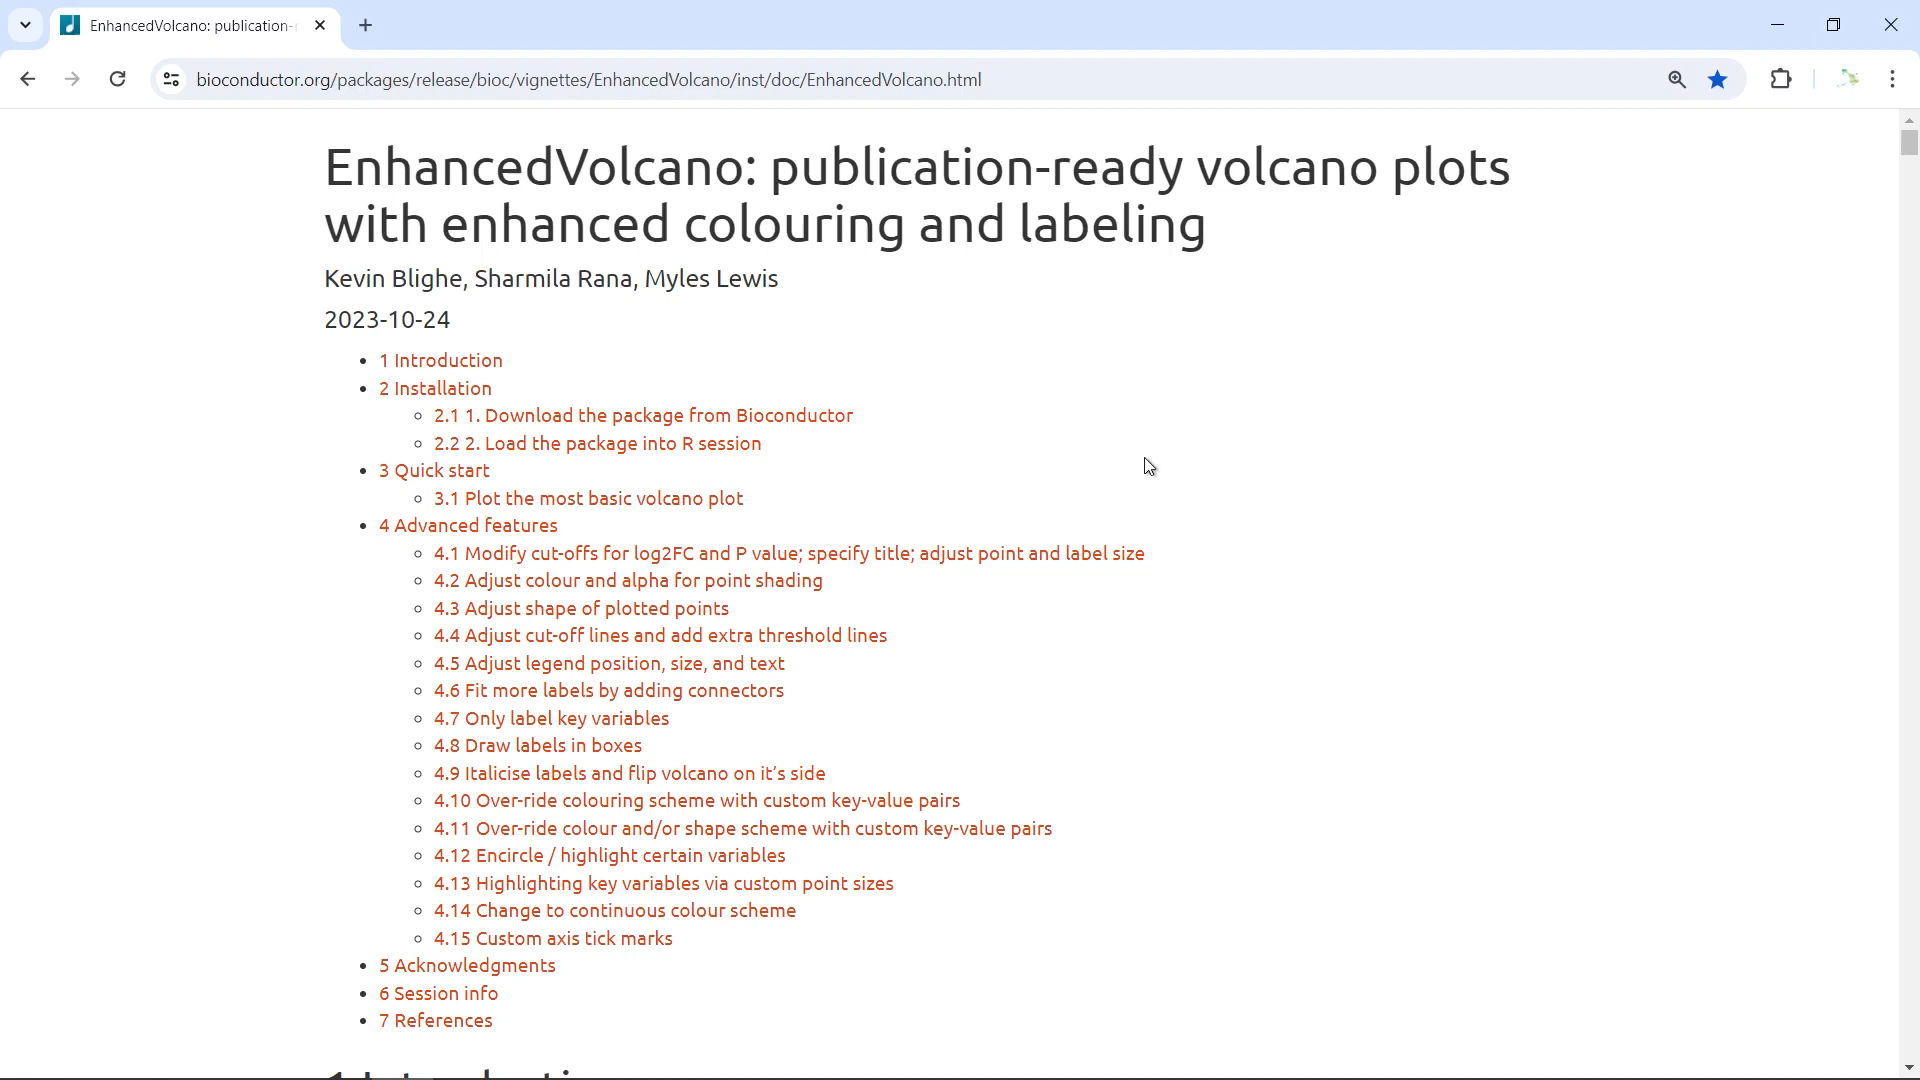 EnhancedVolcano: publication-
bioconductor.org/packages/release/bioc/vignettes/EnhancedVolcano/inst/doc/EnhancedVolcano.html
EnhancedVolcano: publication-ready volcano plots
with enhanced colouring and labeling
Kevin Blighe, Sharmila Rana, Myles Lewis
2023-10-24
1 Introduction
2 Installation
2.1 1. Download the package from Bioconductor
2.2 2. Load the package into R session
3 Quick start
3.1 Plot the most basic volcano plot
4 Advanced features
4.1 Modify cut-offs for log2FC and P value; specify title; adjust point and label size
4.2 Adjust colour and alpha for point shading
4.3 Adjust shape of plotted points
4.4 Adjust cut-off lines and add extra threshold lines
4.5 Adjust legend position, size, and text
4.6 Fit more labels by adding connectors
4.7 Only label key variables
4.8 Draw labels in boxes
4.9 Italicise labels and flip volcano on it’s side
4.10 Over-ride colouring scheme with custom key-value pairs
4.11 Over-ride colour and/or shape scheme with custom key-value pairs
4.12 Encircle / highlight certain variables
4.13 Highlighting key variables via custom point sizes
4.14 Change to continuous colour scheme
4.15 Custom axis tick marks
5 Acknowledgments
6 Session info
7 References